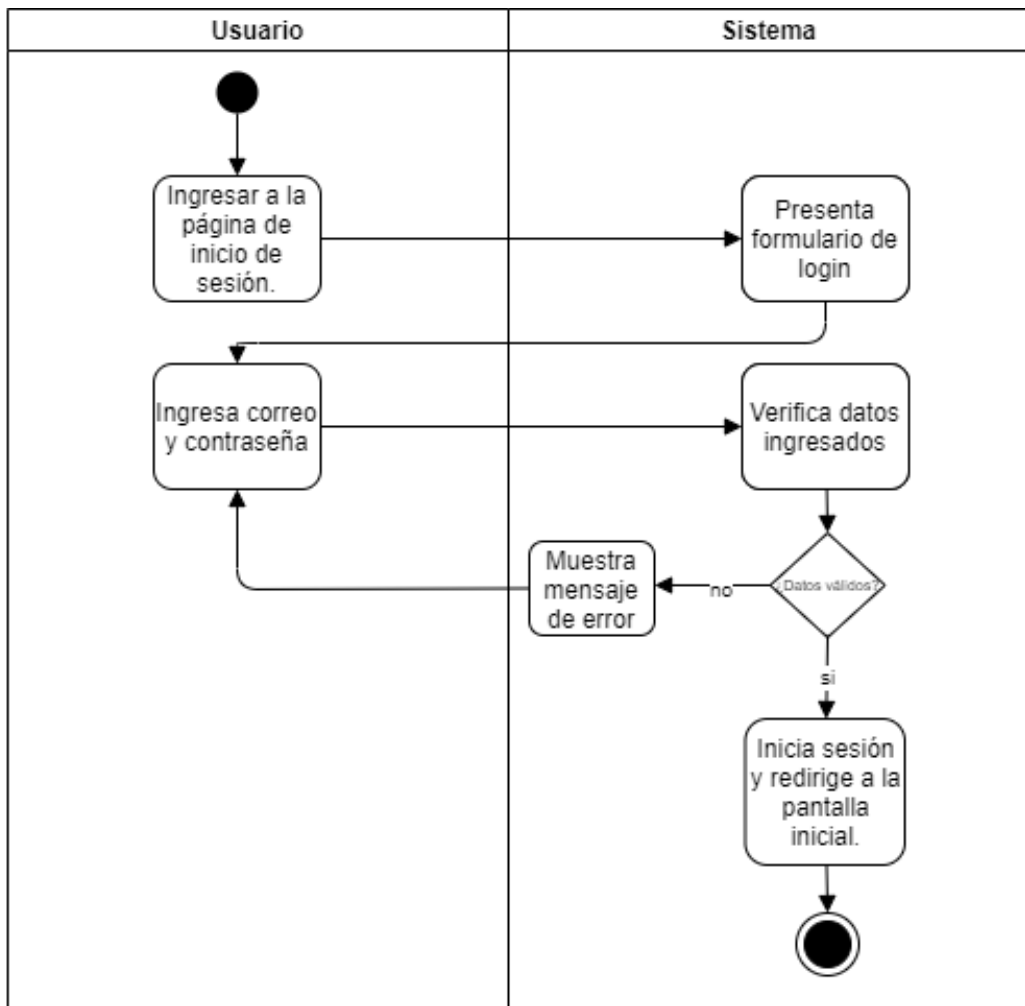 Usuario
Sistema
Ingresar a la
página de
inicio de
sesión.
Presenta
formulario de
login
Ingresa correo
y contraseña
Verifica datos
ingresados
Muestra
mensaje
de error
no
¿Datos válidos?
si
Inicia sesión
y redirige a la
pantalla
inicial.